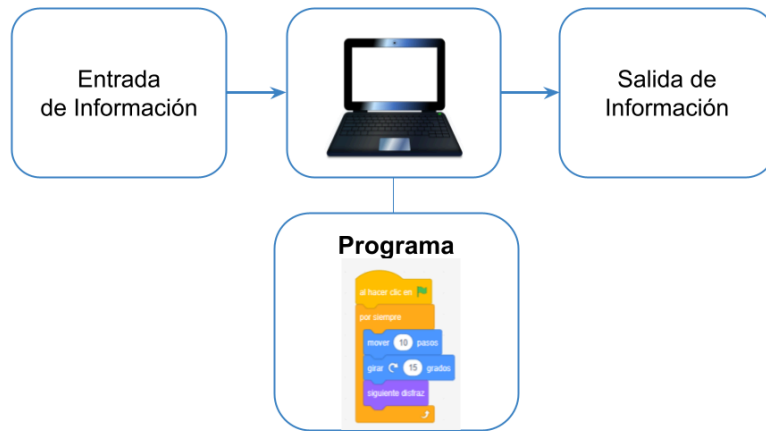 Entrada
de Información
Salida de
Información
Programa
al hacer clic en
por siempre
mover 10 pasos
girar 15 grados
siguiente disfraz